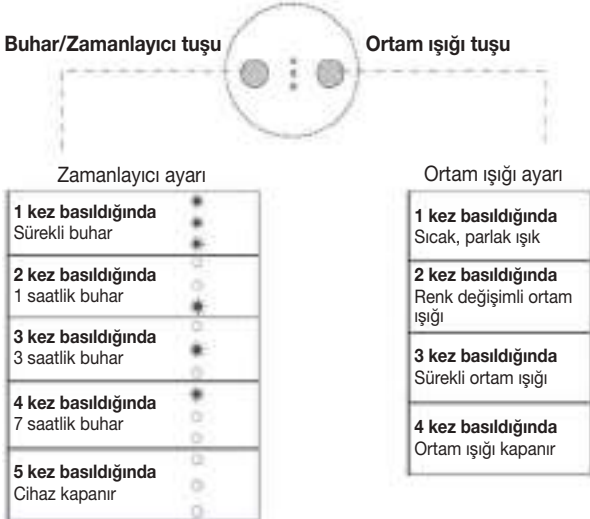 Buhar/Zamanlayıcı tuşu
Ortam ışığı tuşu
Zamanlayıcı ayarı
1 kez basıldığında
Sürekli buhar
2 kez basıldığında
1 saatlik buhar
3 kez basıldığında
3 saatlik buhar
4 kez basıldığında
7 saatlik buhar
5 kez basıldığında
Cihaz kapanır
Ortam ışığı ayarı
1 kez basıldığında
Sıcak, parlak ışık
2 kez basıldığında
Renk değişimli ortam
ışığı
3 kez basıldığında
Sürekli ortam ışığı
4 kez basıldığında
Ortam ışığı kapanır